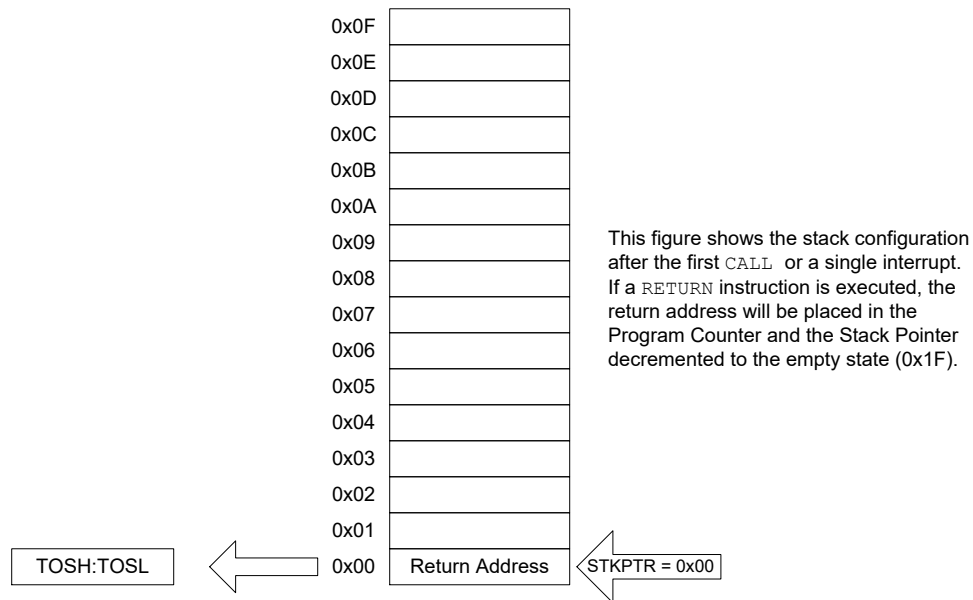 0x0F
0x0E
0x0D
0x0C
0x0B
0x0A
0x09
0x08
0x07
0x06
0x05
0x04
0x03
0x02
0x01
TOSH:TOSL 0x00 Return Address STKPTR = 0x00
This figure shows the stack configuration
after the first CALL or a single interrupt.
If a RETURN instruction is executed, the
return address will be placed in the
Program Counter and the Stack Pointer
decremented to the empty state (0x1F).